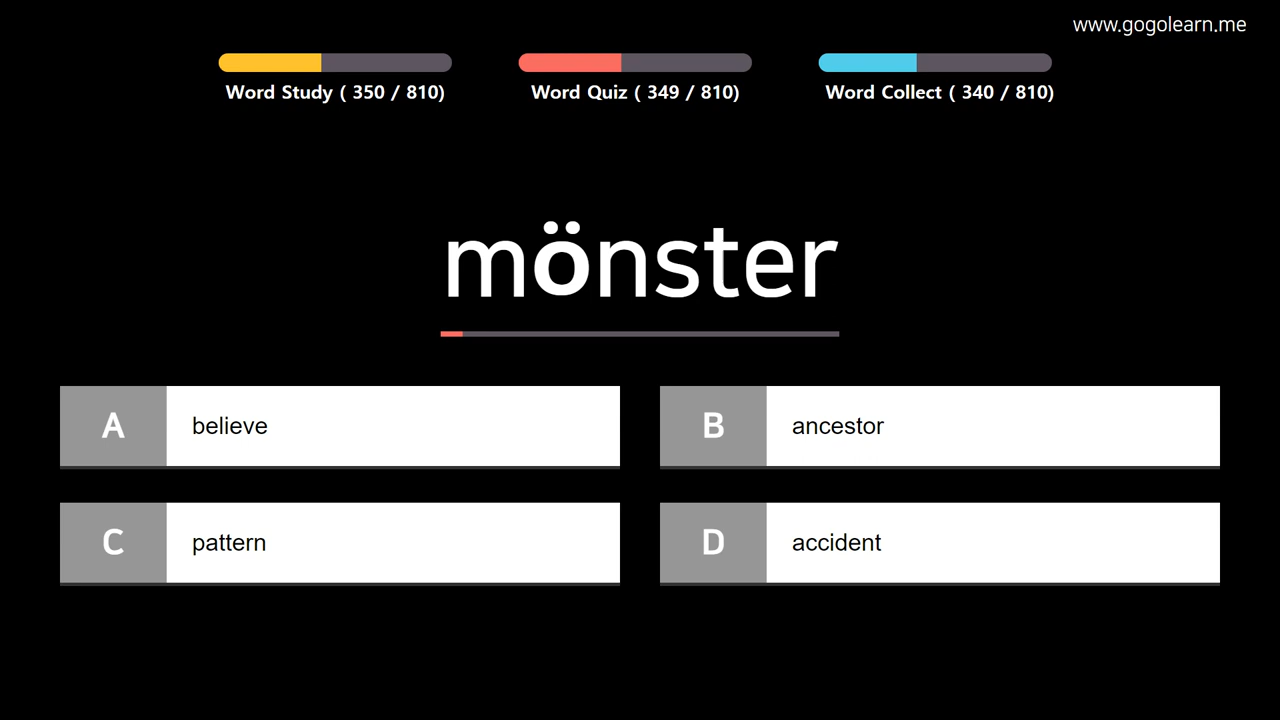 www.gogolearn.me
Word Study ( 350 / 810)
Word Quiz ( 349 / 810)
Word Collect ( 340 / 810)
mönster
A believe
B ancestor
C pattern
D accident